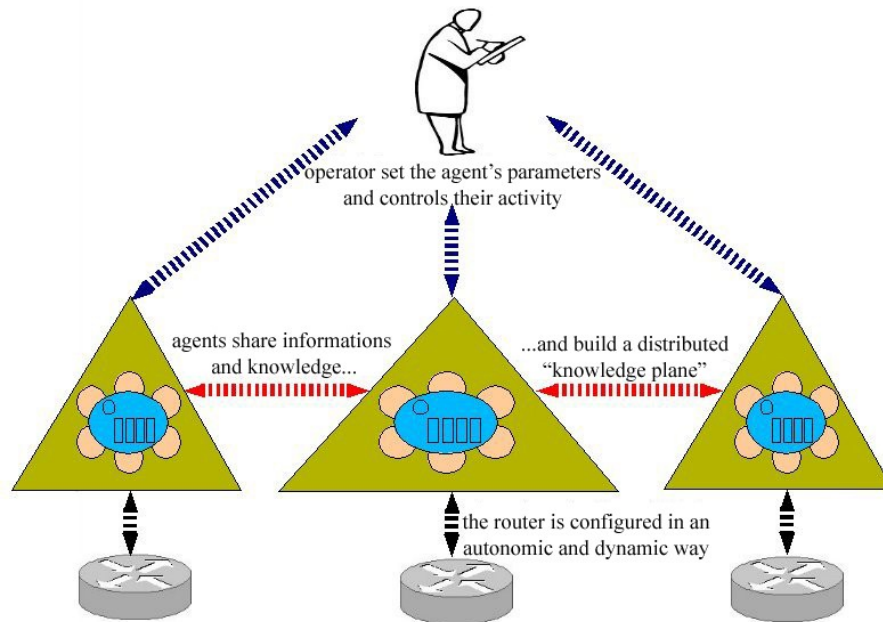 operator set the agent's parameters
and controls their activity
agents share informations
and knowledge...
...and build a distributed
“knowledge plane”
the router is configured in an
autonomic and dynamic way